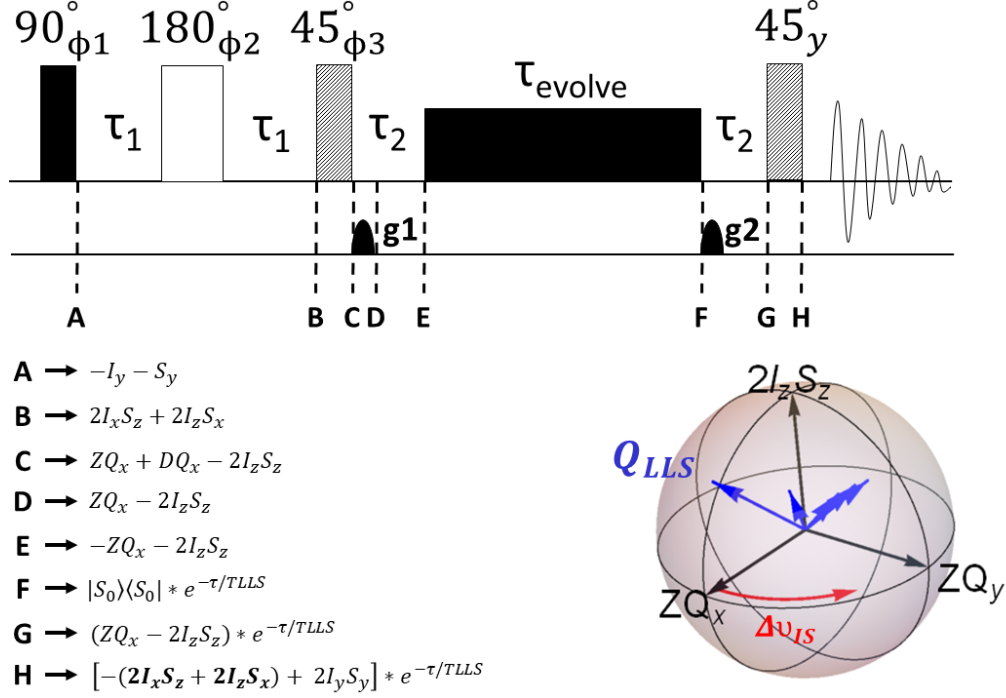 90°ϕ1 180°ϕ2 45°ϕ3 45°y
τ1 τ1 τ2 τevolve τ2
g1 g2
A B C D E F G H
A → −Iy − Sy
B → 2IxSz + 2IzSx
C → ZQx + DQx − 2IzSz
D → ZQx − 2IzSz
E → −ZQx − 2IzSz
F → |S0⟩⟨S0| * e−τ/TLLS
G → (ZQx − 2IzSz) * e−τ/TLLS
H → [−(2IxSz + 2IzSx) + 2IySy] * e−τ/TLLS
2IzSz
QLLS
ZQy
ZQx
ΔυIS